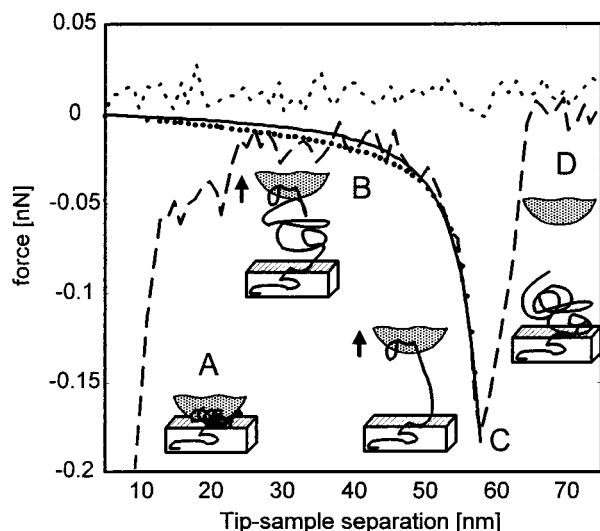 0.05
0
-0.05
-0.1
-0.15
-0.2
force [nN]
A
B
C
D
10 20 30 40 50 60 70
Tip-sample separation [nm]